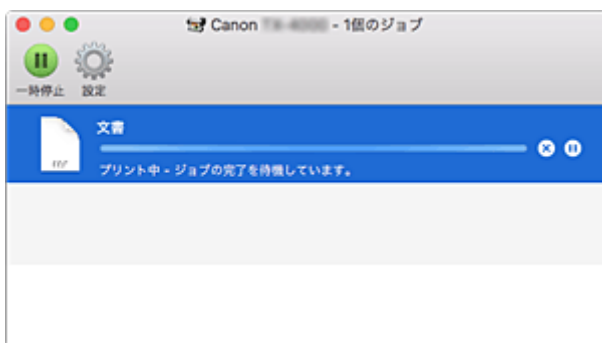 Canon - 1個のジョブ
一時停止 設定
文書
プリント中 - ジョブの完了を待機しています。